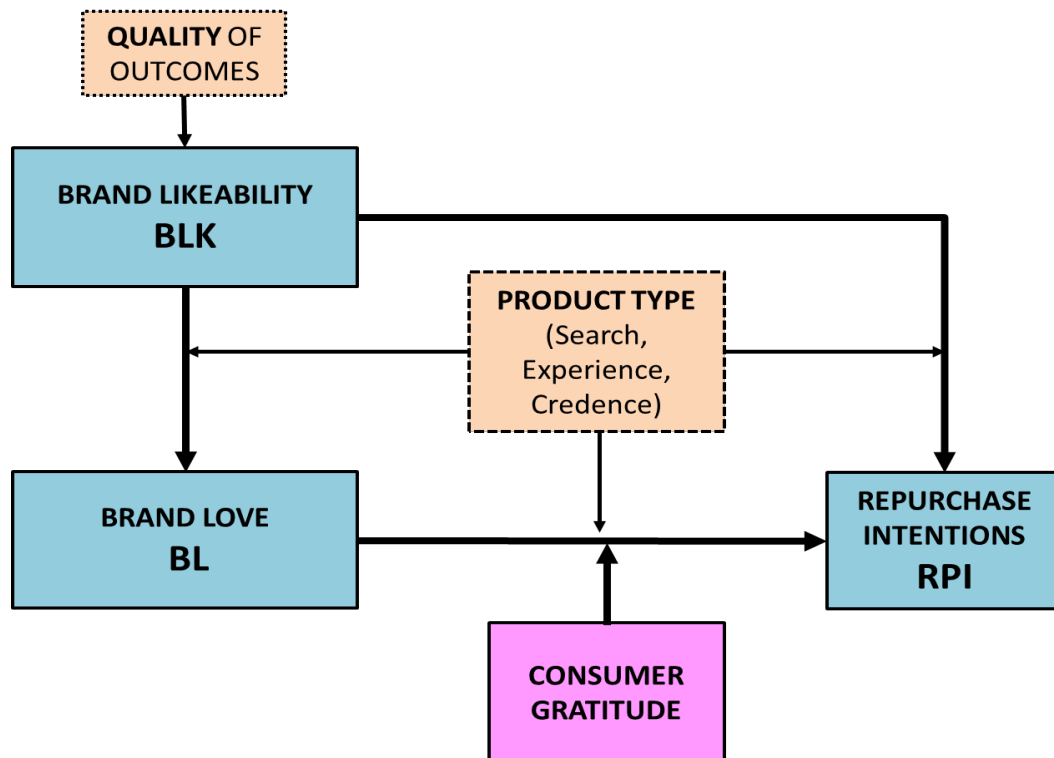 QUALITY OF
OUTCOMES
BRAND LIKEABILITY
BLK
PRODUCT TYPE
(Search,
Experience,
Credence)
BRAND LOVE
BL
REPURCHASE
INTENTIONS
RPI
CONSUMER
GRATITUDE